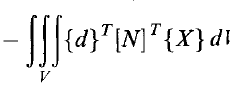 − ∭_V {d}^T [N]^T {X} d